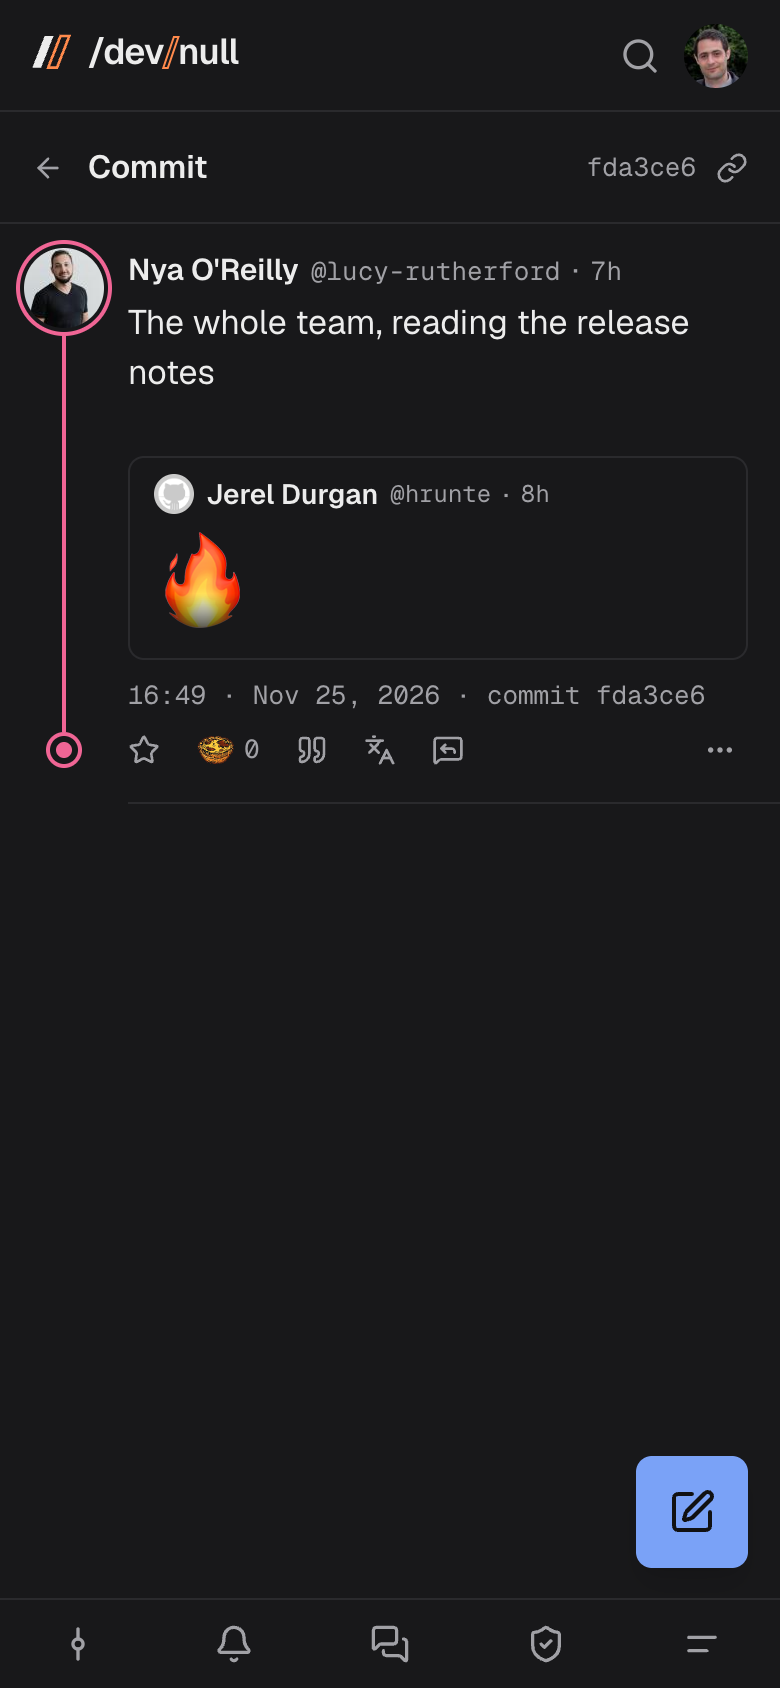 /dev/null
Commit
fda3ce6
Nya O'Reilly @lucy-rutherford · 7h
The whole team, reading the release
notes
Jerel Durgan @hrunte · 8h
🔥
16:49 · Nov 25, 2026 · commit fda3ce6
0